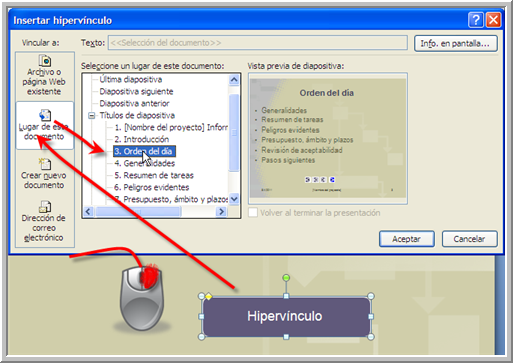 Insertar hipervínculo
Vincular a:
Texto: <<Selección del documento>>
Info. en pantalla...
Archivo o
página Web
existente
Lugar de este
documento
Crear nuevo
documento
Dirección de
correo
electrónico
Seleccione un lugar de este documento:
Última diapositiva
Diapositiva siguiente
Diapositiva anterior
Títulos de diapositiva
1. [Nombre del proyecto] Inform
2. Introducción
3. Orden del día
4. Generalidades
5. Resumen de tareas
6. Peligros evidentes
7. Presupuesto, ámbito y plazos
Vista previa de diapositiva:
Orden del día
• Generalidades
• Resumen de tareas
• Peligros evidentes
• Presupuesto, ámbito y plazos
• Revisión de aceptabilidad
• Pasos siguientes
Volver al terminar la presentación
Aceptar
Cancelar
Hipervínculo